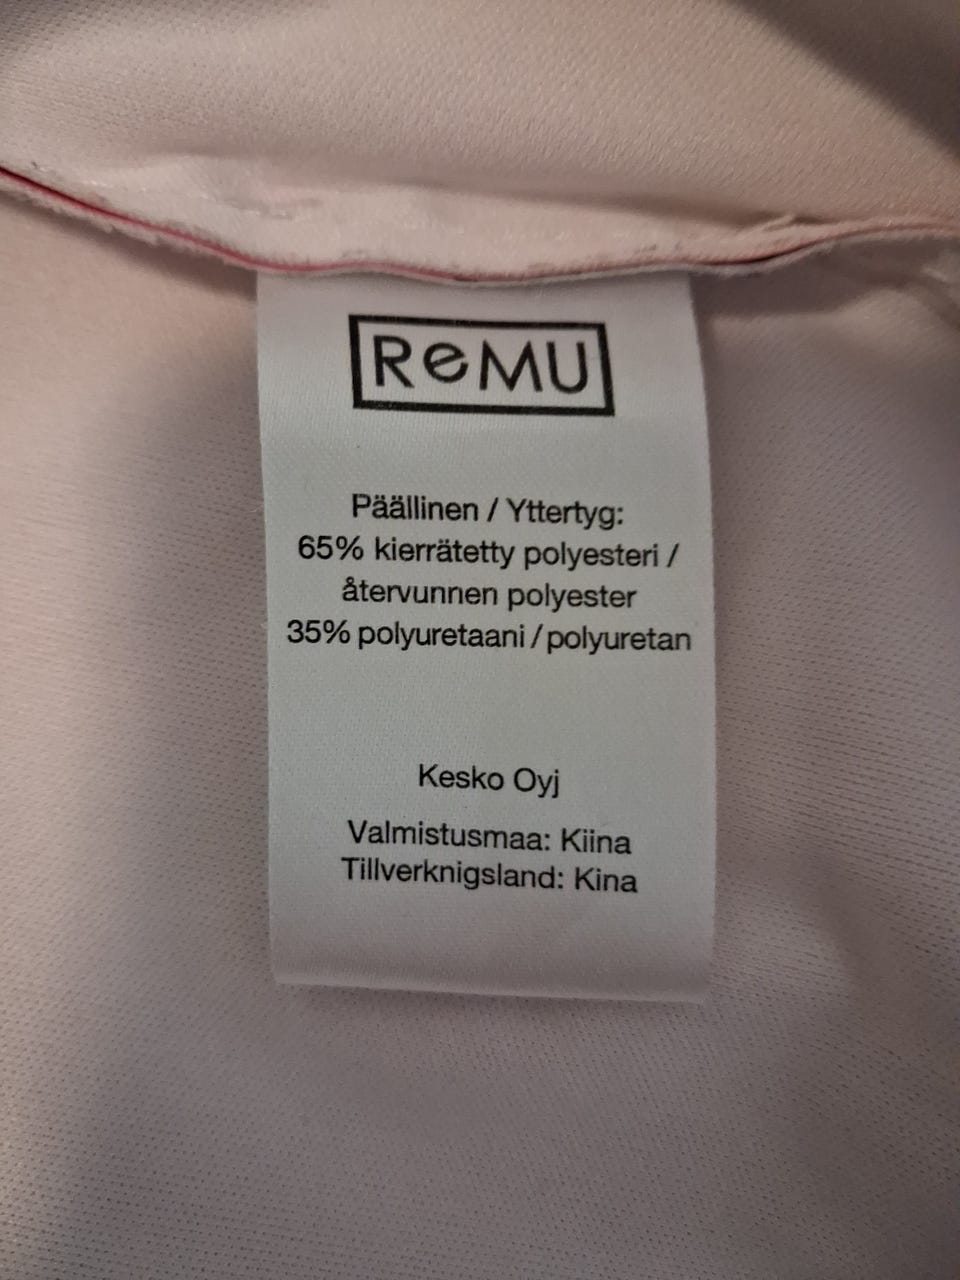 ReMU
Päällinen / Yttertyg:
65% kierrätetty polyesteri /
återvunnen polyester
35% polyuretaani / polyuretan
Kesko Oyj
Valmistusmaa: Kiina
Tillverknigsland: Kina